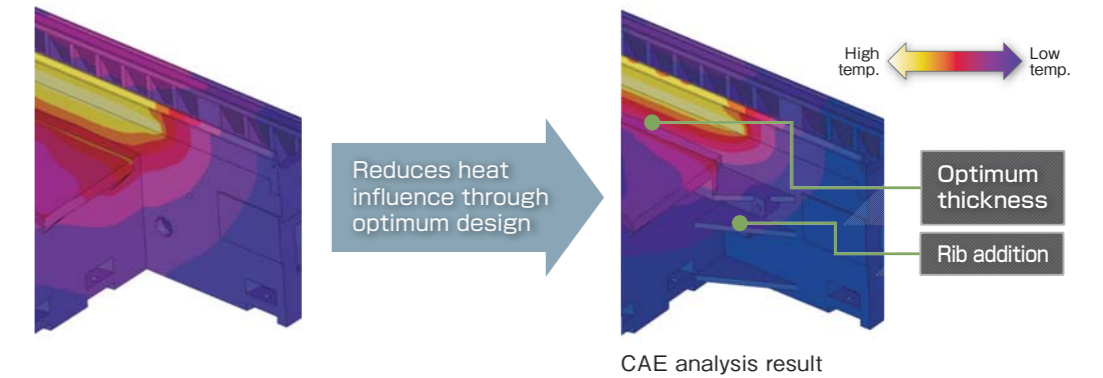 High
temp.
Low
temp.
Reduces heat
influence through
optimum design
Optimum
thickness
Rib addition
CAE analysis result